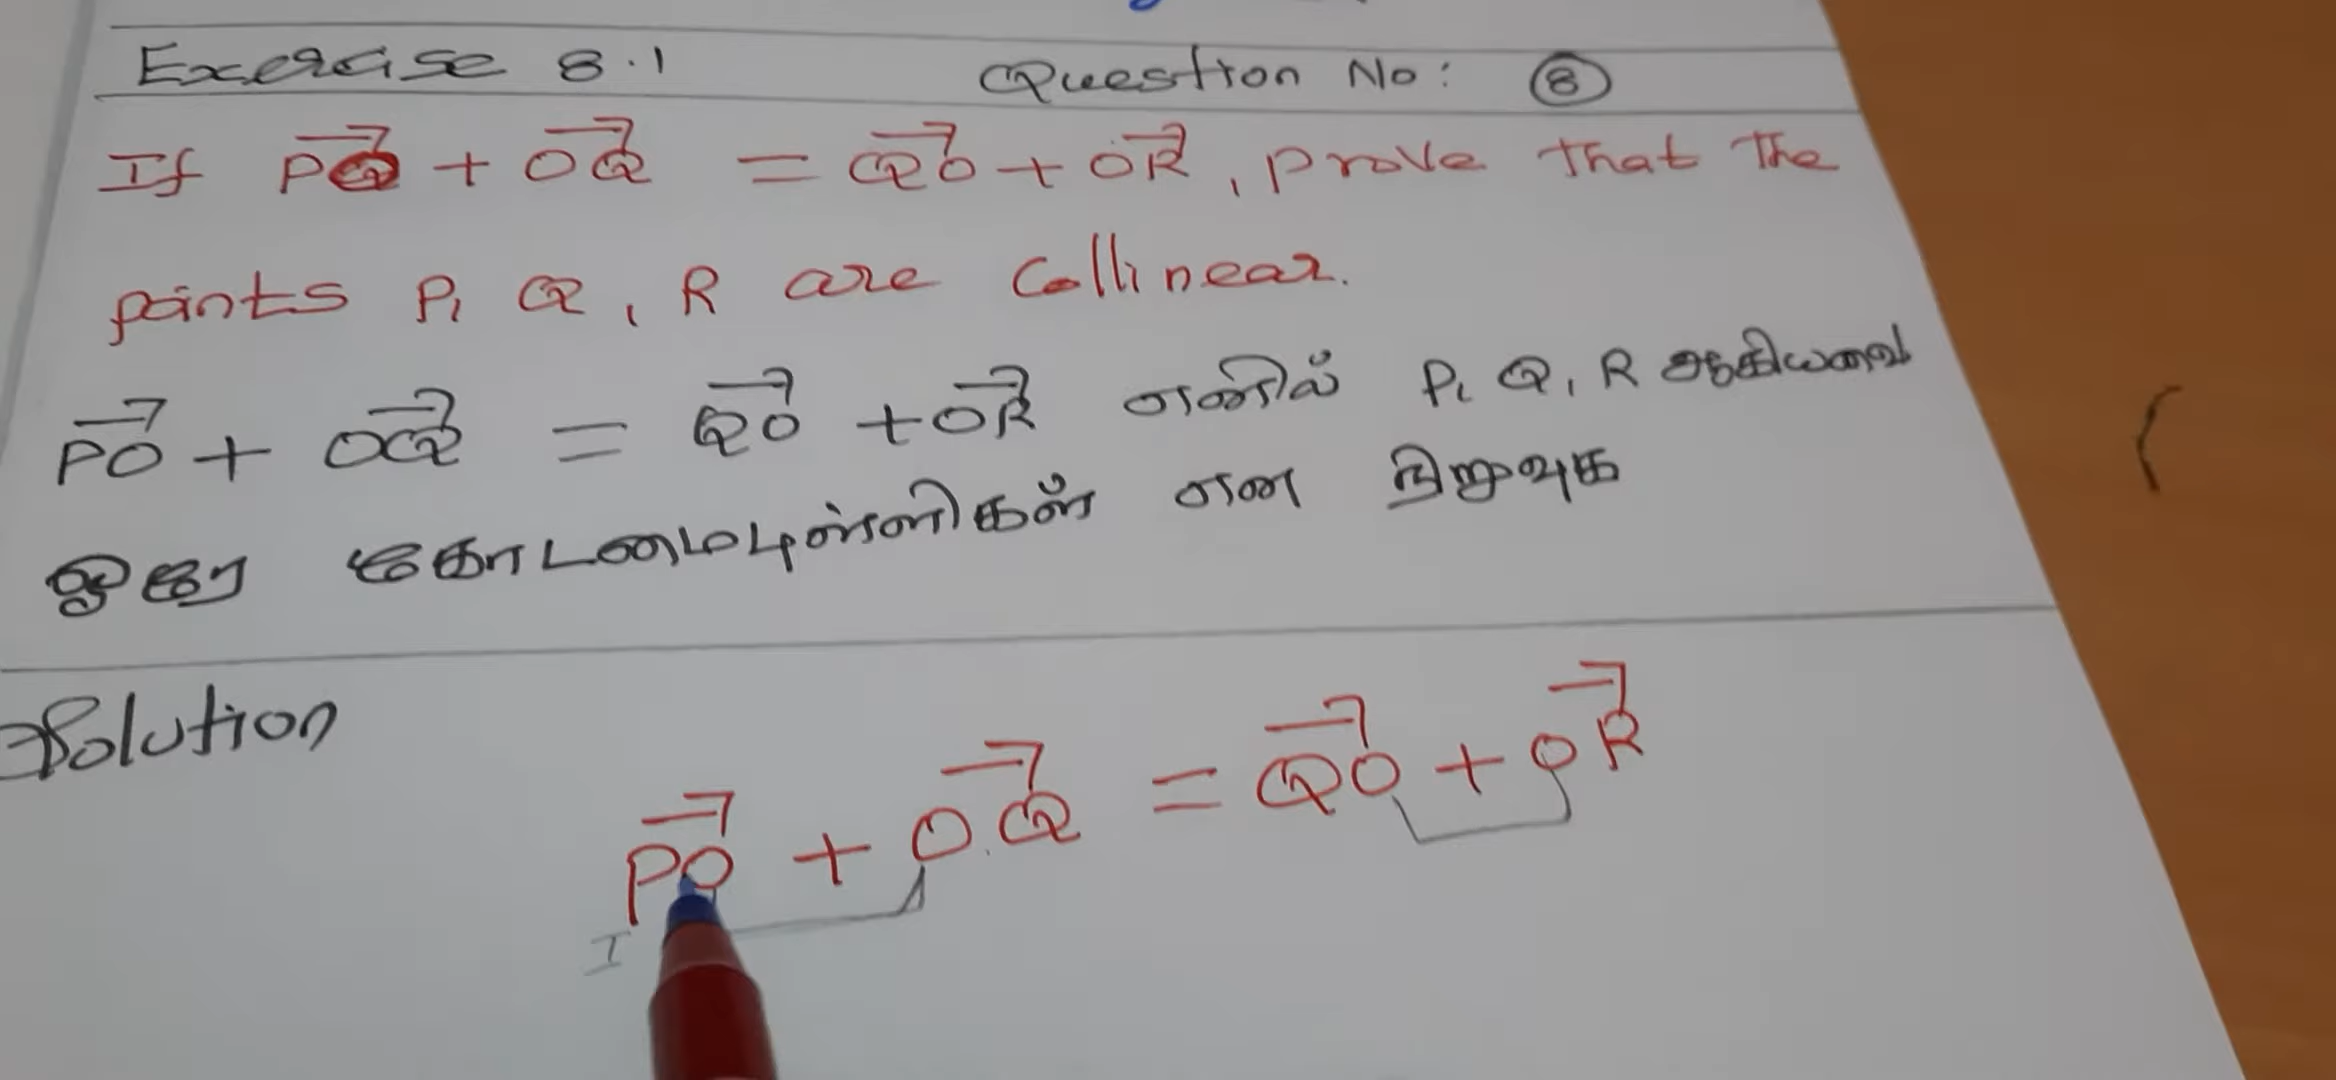 Exercise 8.1 Question No: 8
If PQ + OQ = QO + OR, prove that the
points P, Q, R are Collinear.
PO + OQ = QO + OR எனில் P, Q, R ஆகியவை
ஒரே கோடமைபுள்ளிகள் என நிறுவுக
Solution
PO + OQ = QO + OR
I